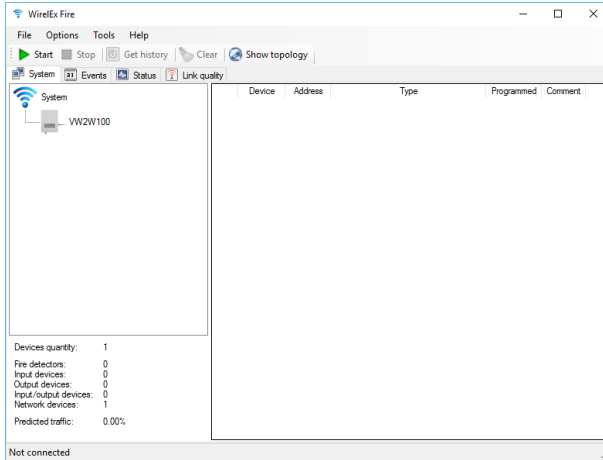 WirelEx Fire
File Options Tools Help
Start Stop Get history Clear Show topology
System 31 Events Status Link quality
Device Address Type Programmed Comment
System
VW2W100
Devices quantity: 1
Fire detectors: 0
Input devices: 0
Output devices: 0
Input/output devices: 0
Network devices: 1
Predicted traffic: 0.00%
Not connected